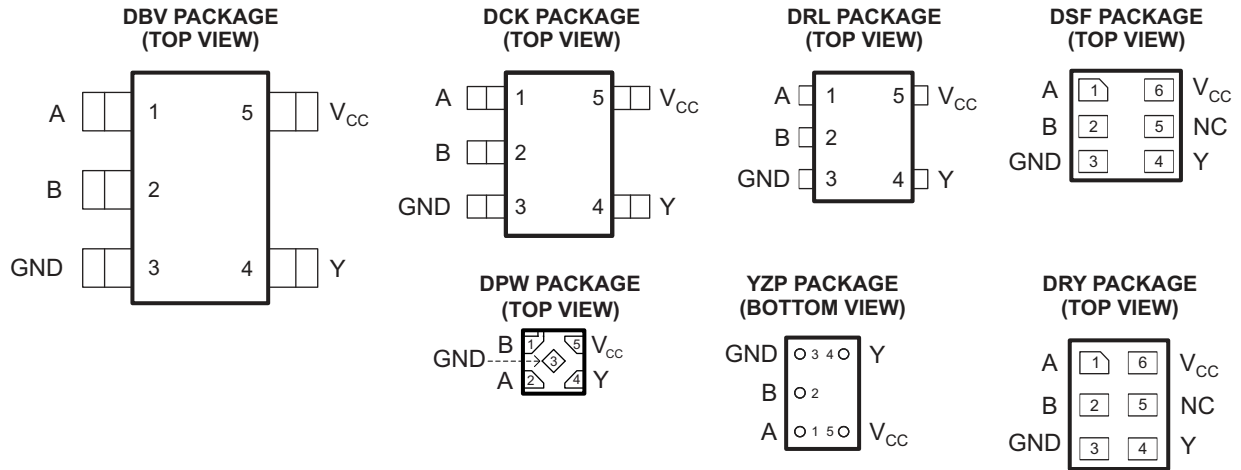 DBV PACKAGE
(TOP VIEW)
A 1 5 VCC
B 2
GND 3 4 Y
DCK PACKAGE
(TOP VIEW)
A 1 5 VCC
B 2
GND 3 4 Y
DRL PACKAGE
(TOP VIEW)
A 1 5 VCC
B 2
GND 3 4 Y
DSF PACKAGE
(TOP VIEW)
A 1 6 VCC
B 2 5 NC
GND 3 4 Y
DPW PACKAGE
(TOP VIEW)
B 1 5 VCC
GND 3
A 2 4 Y
YZP PACKAGE
(BOTTOM VIEW)
GND 3 4 Y
B 2
A 1 5 VCC
DRY PACKAGE
(TOP VIEW)
A 1 6 VCC
B 2 5 NC
GND 3 4 Y